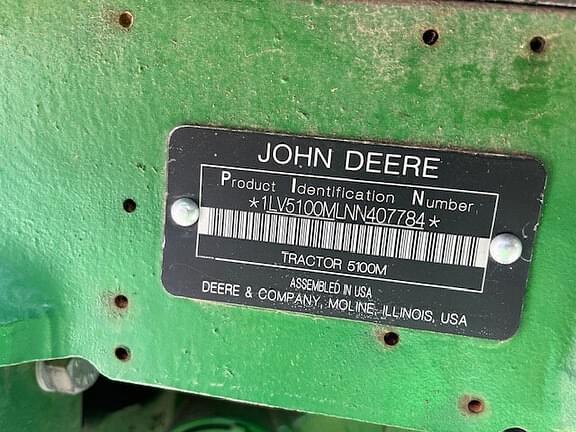 JOHN DEERE
Product Identification Number
*1LV5100MLNN407784*
TRACTOR 5100M
ASSEMBLED IN USA
DEERE & COMPANY, MOLINE, ILLINOIS, USA